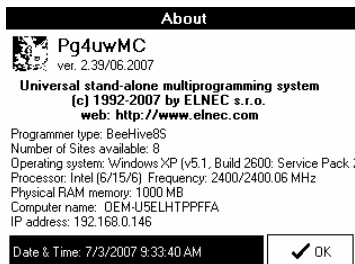 About
Pg4uwMC
ver. 2.39/06.2007
Universal stand-alone multiprogramming system
(c) 1992-2007 by ELNEC s.r.o.
web: http://www.elnec.com
Programmer type: BeeHive8S
Number of Sites available: 8
Operating system: Windows XP (v5.1, Build 2600: Service Pack 2
Processor: Intel (6/15/6) Frequency: 2400/2400.06 MHz
Physical RAM memory: 1000 MB
Computer name: OEM-U5ELHTPPFFA
IP address: 192.168.0.146
Date & Time: 7/3/2007 9:33:40 AM
OK